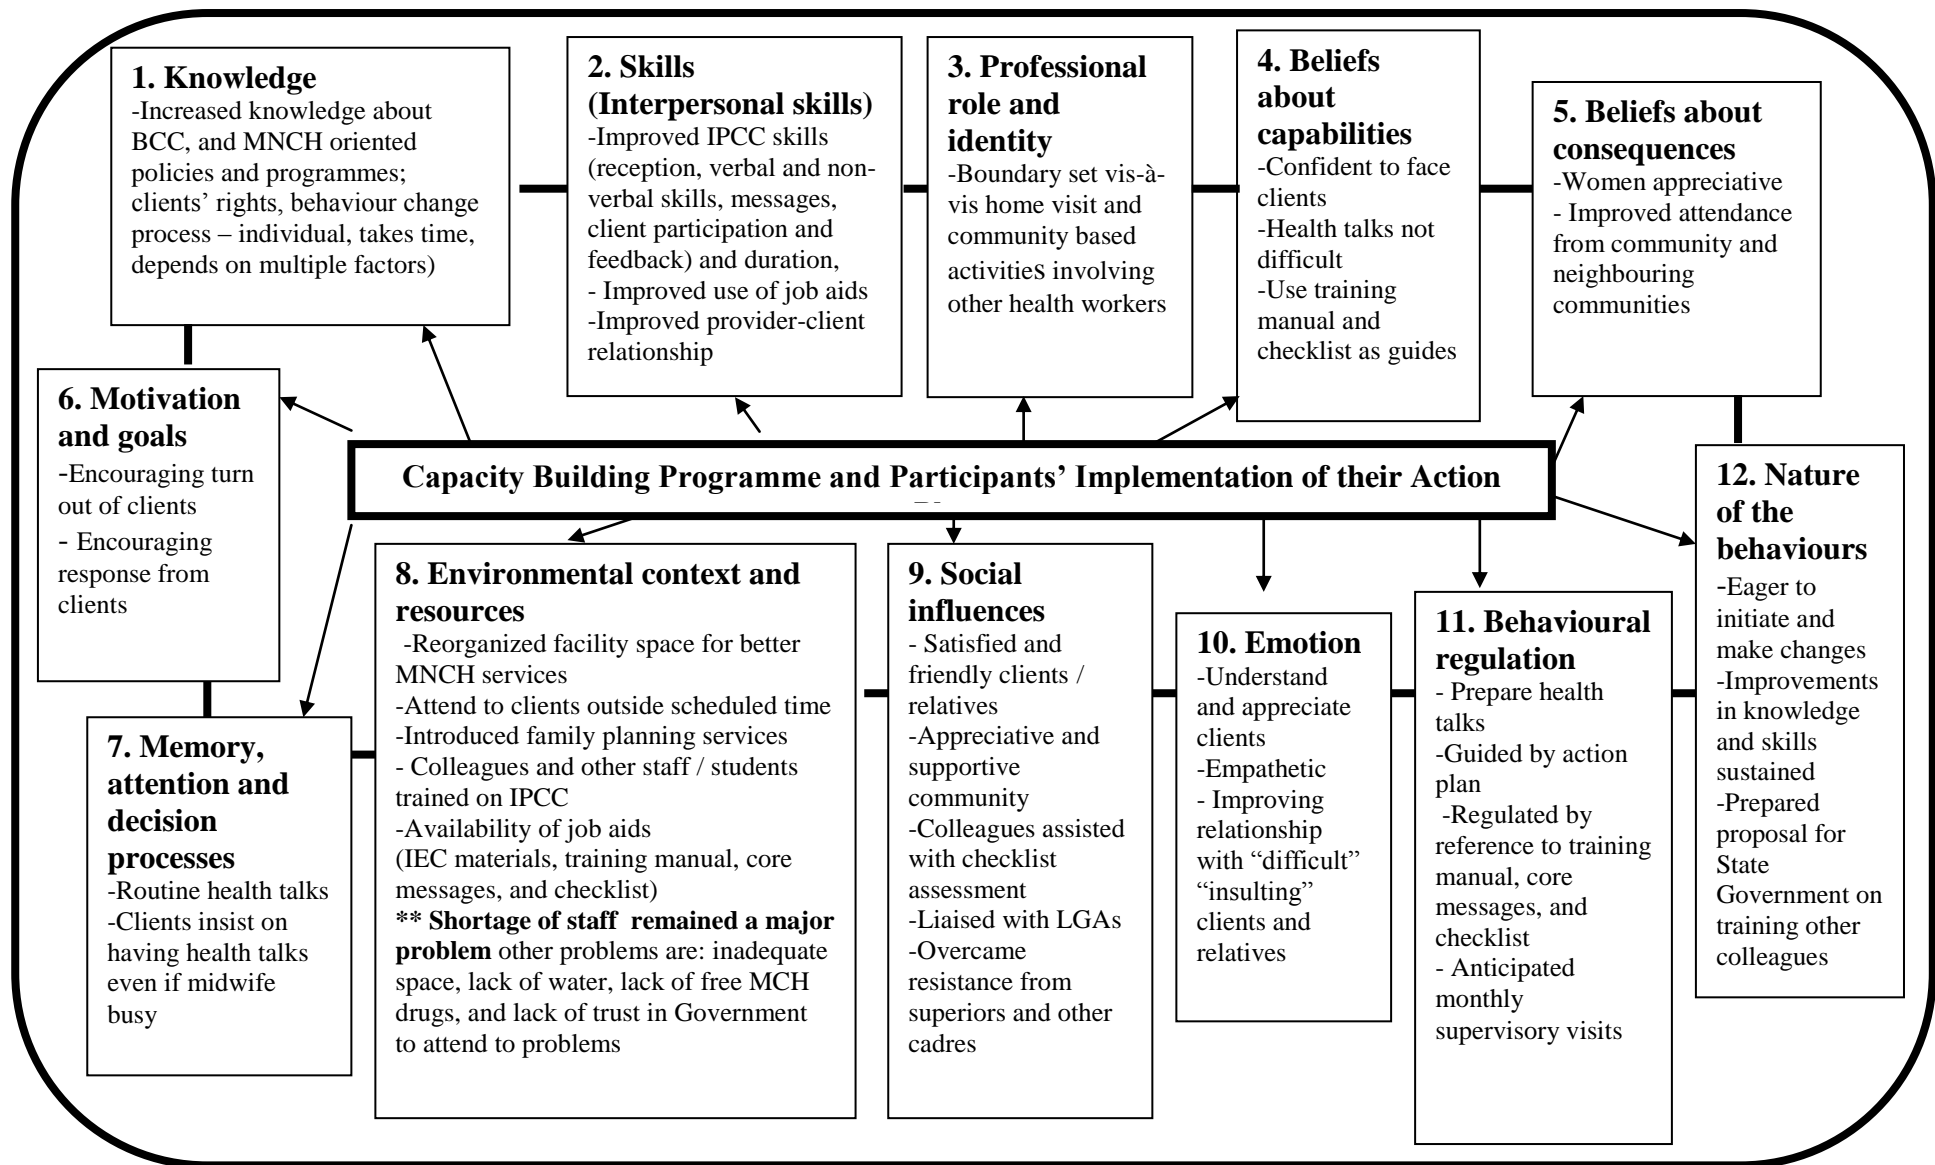 1. Knowledge
-Increased knowledge about
BCC, and MNCH oriented
policies and programmes;
clients’ rights, behaviour change
process – individual, takes time,
depends on multiple factors)
2. Skills
(Interpersonal skills)
-Improved IPCC skills
(reception, verbal and non-
verbal skills, messages,
client participation and
feedback) and duration,
- Improved use of job aids
-Improved provider-client
relationship
3. Professional
role and
identity
-Boundary set vis-à-
vis home visit and
community based
activities involving
other health workers
4. Beliefs
about
capabilities
-Confident to face
clients
-Health talks not
difficult
-Use training
manual and
checklist as guides
5. Beliefs about
consequences
-Women appreciative
- Improved attendance
from community and
neighbouring
communities
6. Motivation
and goals
-Encouraging turn
out of clients
- Encouraging
response from
clients
Capacity Building Programme and Participants’ Implementation of their Action
7. Memory,
attention and
decision
processes
-Routine health talks
-Clients insist on
having health talks
even if midwife
busy
8. Environmental context and
resources
-Reorganized facility space for better
MNCH services
-Attend to clients outside scheduled time
-Introduced family planning services
- Colleagues and other staff / students
trained on IPCC
-Availability of job aids
(IEC materials, training manual, core
messages, and checklist)
** Shortage of staff remained a major
problem other problems are: inadequate
space, lack of water, lack of free MCH
drugs, and lack of trust in Government
to attend to problems
9. Social
influences
- Satisfied and
friendly clients /
relatives
-Appreciative and
supportive
community
-Colleagues assisted
with checklist
assessment
-Liaised with LGAs
-Overcame
resistance from
superiors and other
cadres
10. Emotion
-Understand
and appreciate
clients
-Empathetic
- Improving
relationship
with “difficult”
“insulting”
clients and
relatives
11. Behavioural
regulation
- Prepare health
talks
-Guided by action
plan
-Regulated by
reference to training
manual, core
messages, and
checklist
- Anticipated
monthly
supervisory visits
12. Nature
of the
behaviours
-Eager to
initiate and
make changes
-Improvements
in knowledge
and skills
sustained
-Prepared
proposal for
State
Government on
training other
colleagues